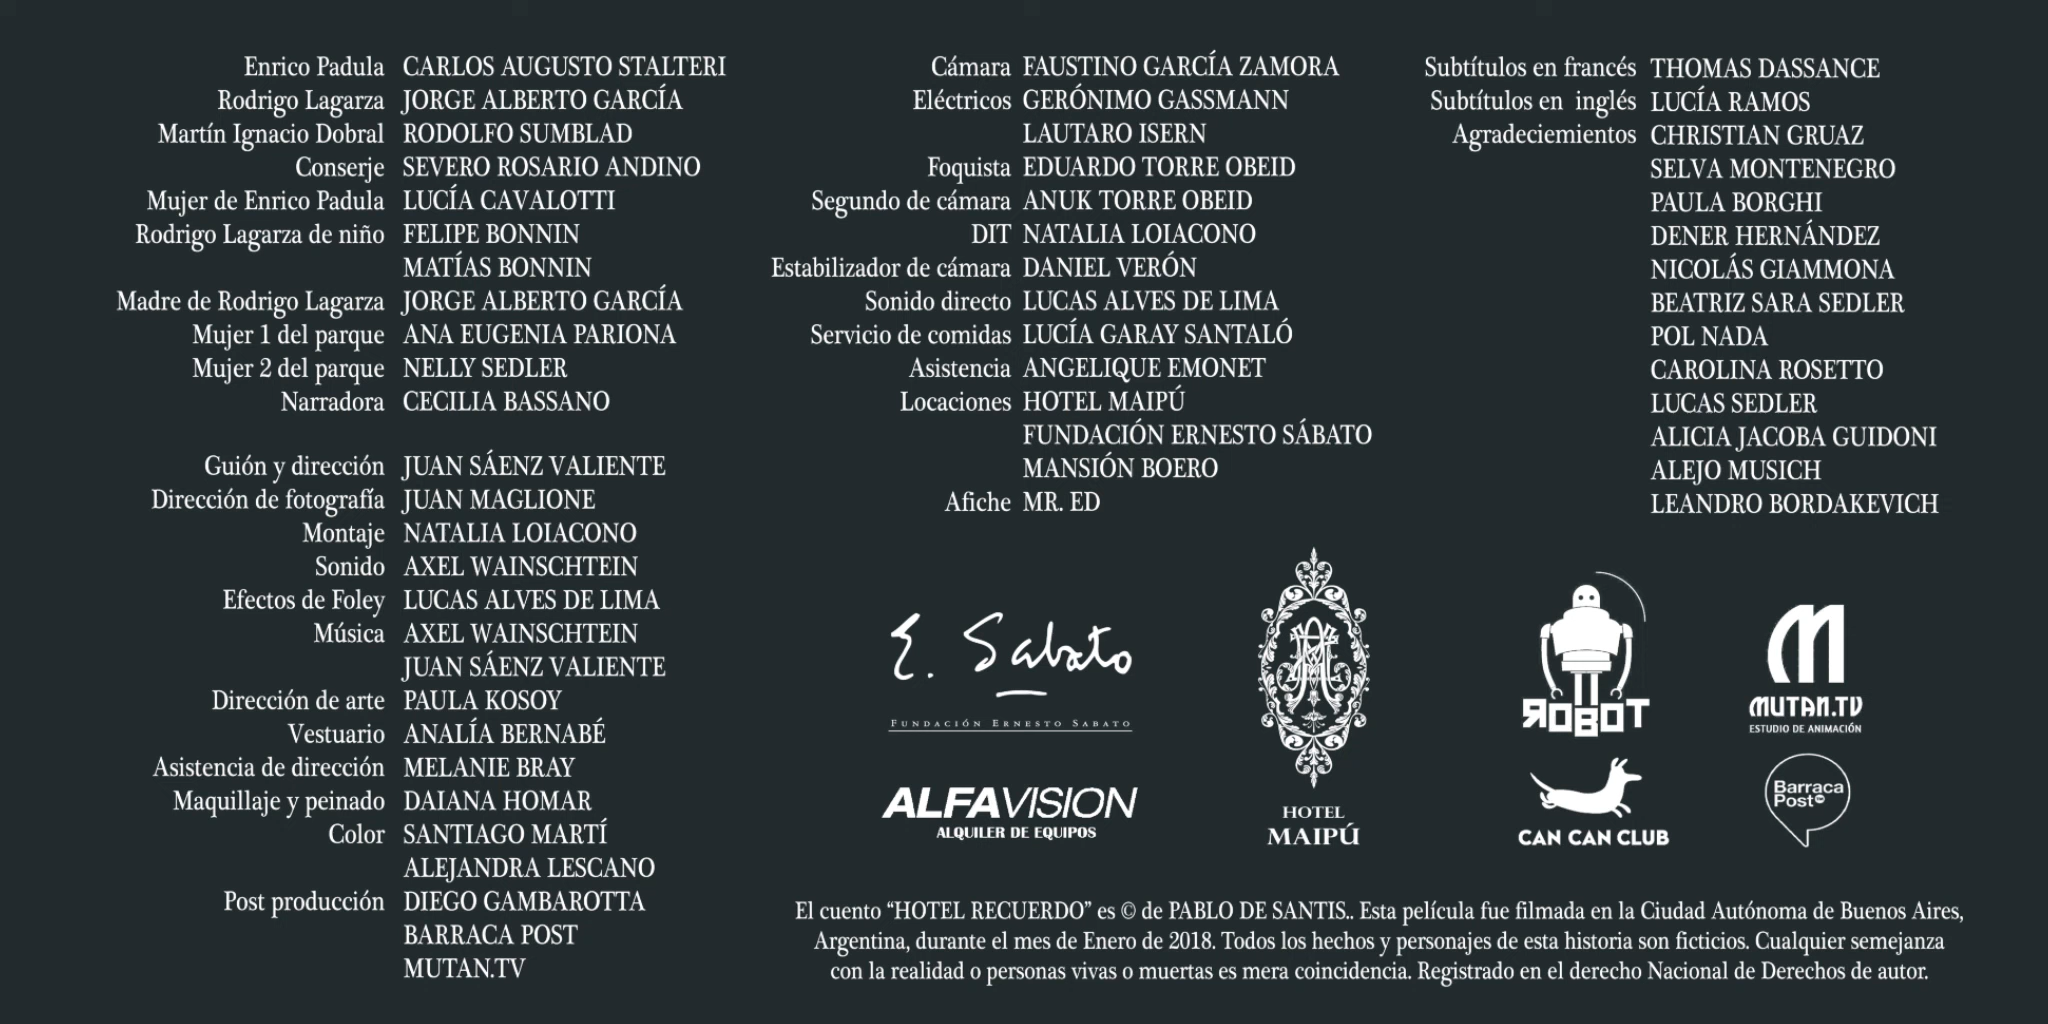 Enrico Padula CARLOS AUGUSTO STALTERI
Rodrigo Lagarza JORGE ALBERTO GARCÍA
Martín Ignacio Dobral RODOLFO SUMBLAD
Conserje SEVERO ROSARIO ANDINO
Mujer de Enrico Padula LUCÍA CAVALOTTI
Rodrigo Lagarza de niño FELIPE BONNIN
MATÍAS BONNIN
Madre de Rodrigo Lagarza JORGE ALBERTO GARCÍA
Mujer 1 del parque ANA EUGENIA PARIONA
Mujer 2 del parque NELLY SEDLER
Narradora CECILIA BASSANO
Guión y dirección JUAN SÁENZ VALIENTE
Dirección de fotografía JUAN MAGLIONE
Montaje NATALIA LOIACONO
Sonido AXEL WAINSCHTEIN
Efectos de Foley LUCAS ALVES DE LIMA
Música AXEL WAINSCHTEIN
JUAN SÁENZ VALIENTE
Dirección de arte PAULA KOSOY
Vestuario ANALÍA BERNABÉ
Asistencia de dirección MELANIE BRAY
Maquillaje y peinado DAIANA HOMAR
Color SANTIAGO MARTÍ
ALEJANDRA LESCANO
Post producción DIEGO GAMBAROTTA
BARRACA POST
MUTAN.TV
Cámara FAUSTINO GARCÍA ZAMORA
Eléctricos GERÓNIMO GASSMANN
LAUTARO ISERN
Foquista EDUARDO TORRE OBEID
Segundo de cámara ANUK TORRE OBEID
DIT NATALIA LOIACONO
Estabilizador de cámara DANIEL VERÓN
Sonido directo LUCAS ALVES DE LIMA
Servicio de comidas LUCÍA GARAY SANTALÓ
Asistencia ANGELIQUE EMONET
Locaciones HOTEL MAIPÚ
FUNDACIÓN ERNESTO SÁBATO
MANSIÓN BOERO
Afiche MR. ED
Subtítulos en francés THOMAS DASSANCE
Subtítulos en inglés LUCÍA RAMOS
Agradeciemientos CHRISTIAN GRUAZ
SELVA MONTENEGRO
PAULA BORGHI
DENER HERNÁNDEZ
NICOLÁS GIAMMONA
BEATRIZ SARA SEDLER
POL NADA
CAROLINA ROSETTO
LUCAS SEDLER
ALICIA JACOBA GUIDONI
ALEJO MUSICH
LEANDRO BORDAKEVICH
E. Sabato
FUNDACIÓN ERNESTO SABATO
ALFAVISION
ALQUILER DE EQUIPOS
HOTEL
MAIPÚ
ROBOT
CAN CAN CLUB
MUTAN.TV
ESTUDIO DE ANIMACIÓN
Barraca
Post©
El cuento “HOTEL RECUERDO” es © de PABLO DE SANTIS.. Esta película fue filmada en la Ciudad Autónoma de Buenos Aires,
Argentina, durante el mes de Enero de 2018. Todos los hechos y personajes de esta historia son ficticios. Cualquier semejanza
con la realidad o personas vivas o muertas es mera coincidencia. Registrado en el derecho Nacional de Derechos de autor.